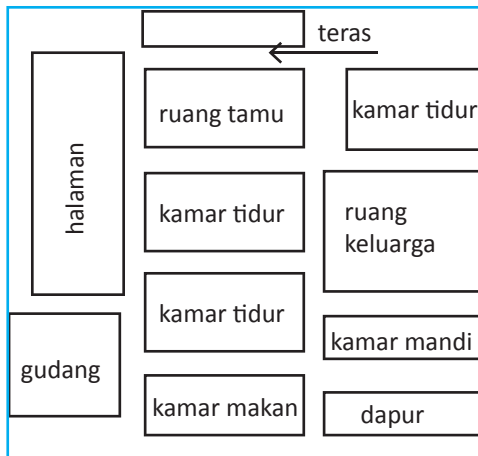 teras
ruang tamu
kamar tidur
halaman
kamar tidur
ruang
keluarga
kamar tidur
kamar mandi
gudang
kamar makan
dapur